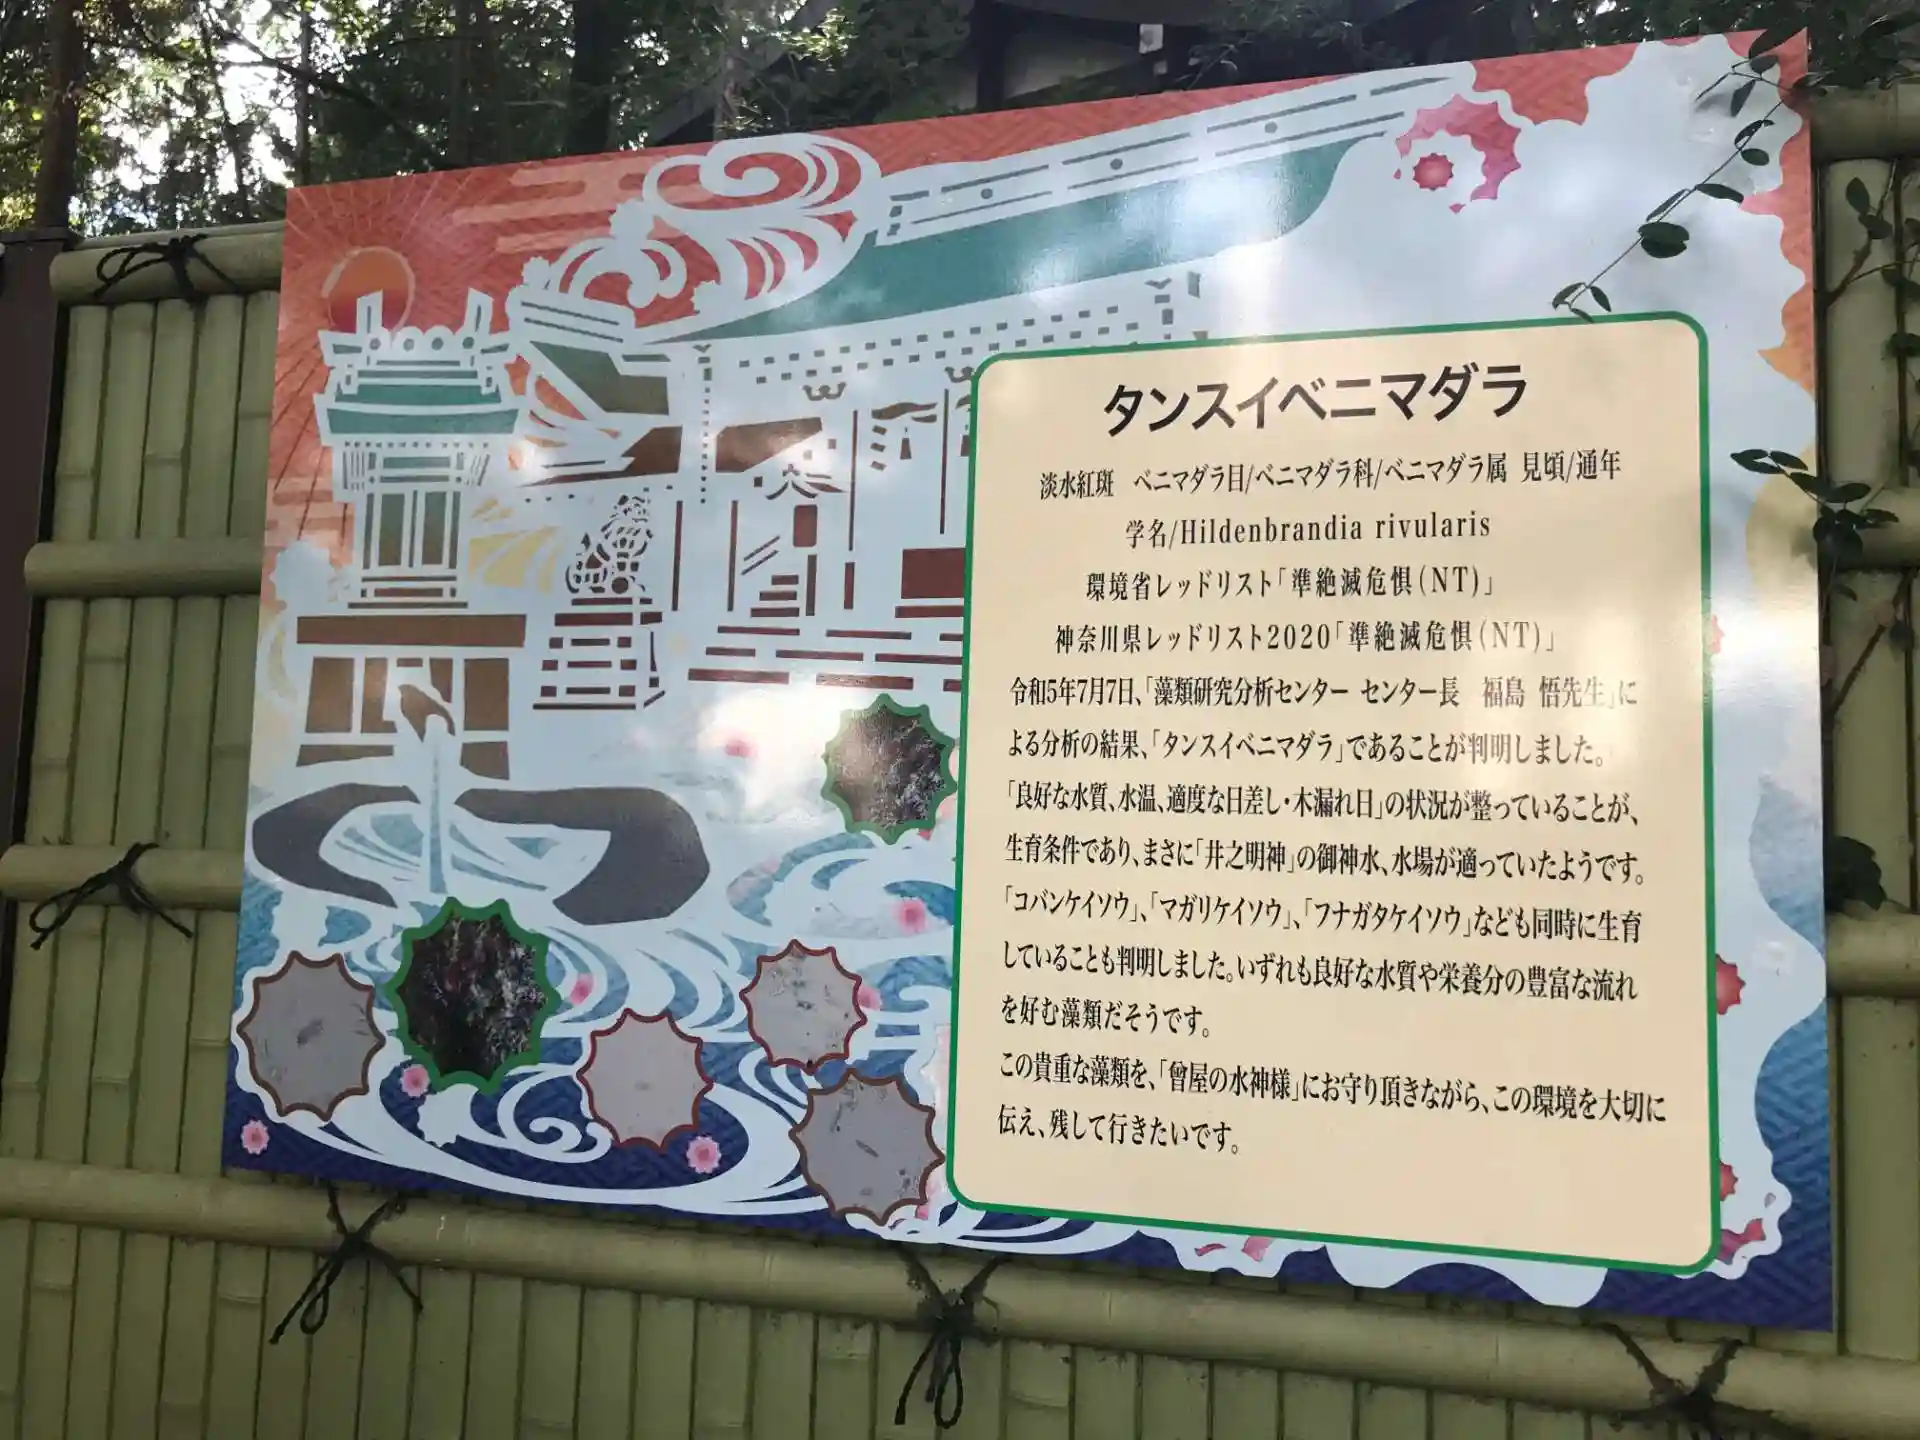 タンスイベニマダラ
淡水紅斑　ベニマダラ目/ベニマダラ科/ベニマダラ属 見頃/通年
学名/Hildenbrandia rivularis
環境省レッドリスト「準絶滅危惧(NT)」
神奈川県レッドリスト2020「準絶滅危惧(NT)」
令和5年7月7日、「藻類研究分析センター センター長　福島　悟先生」に
よる分析の結果、「タンスイベニマダラ」であることが判明しました。
「良好な水質、水温、適度な日差し・木漏れ日」の状況が整っていることが、
生育条件であり、まさに「井之明神」の御神水、水場が適っていたようです。
「コバンケイソウ」、「マガリケイソウ」、「フナガタケイソウ」なども同時に生育
していることも判明しました。いずれも良好な水質や栄養分の豊富な流れ
を好む藻類だそうです。
この貴重な藻類を、「曾屋の水神様」にお守り頂きながら、この環境を大切に
伝え、残して行きたいです。